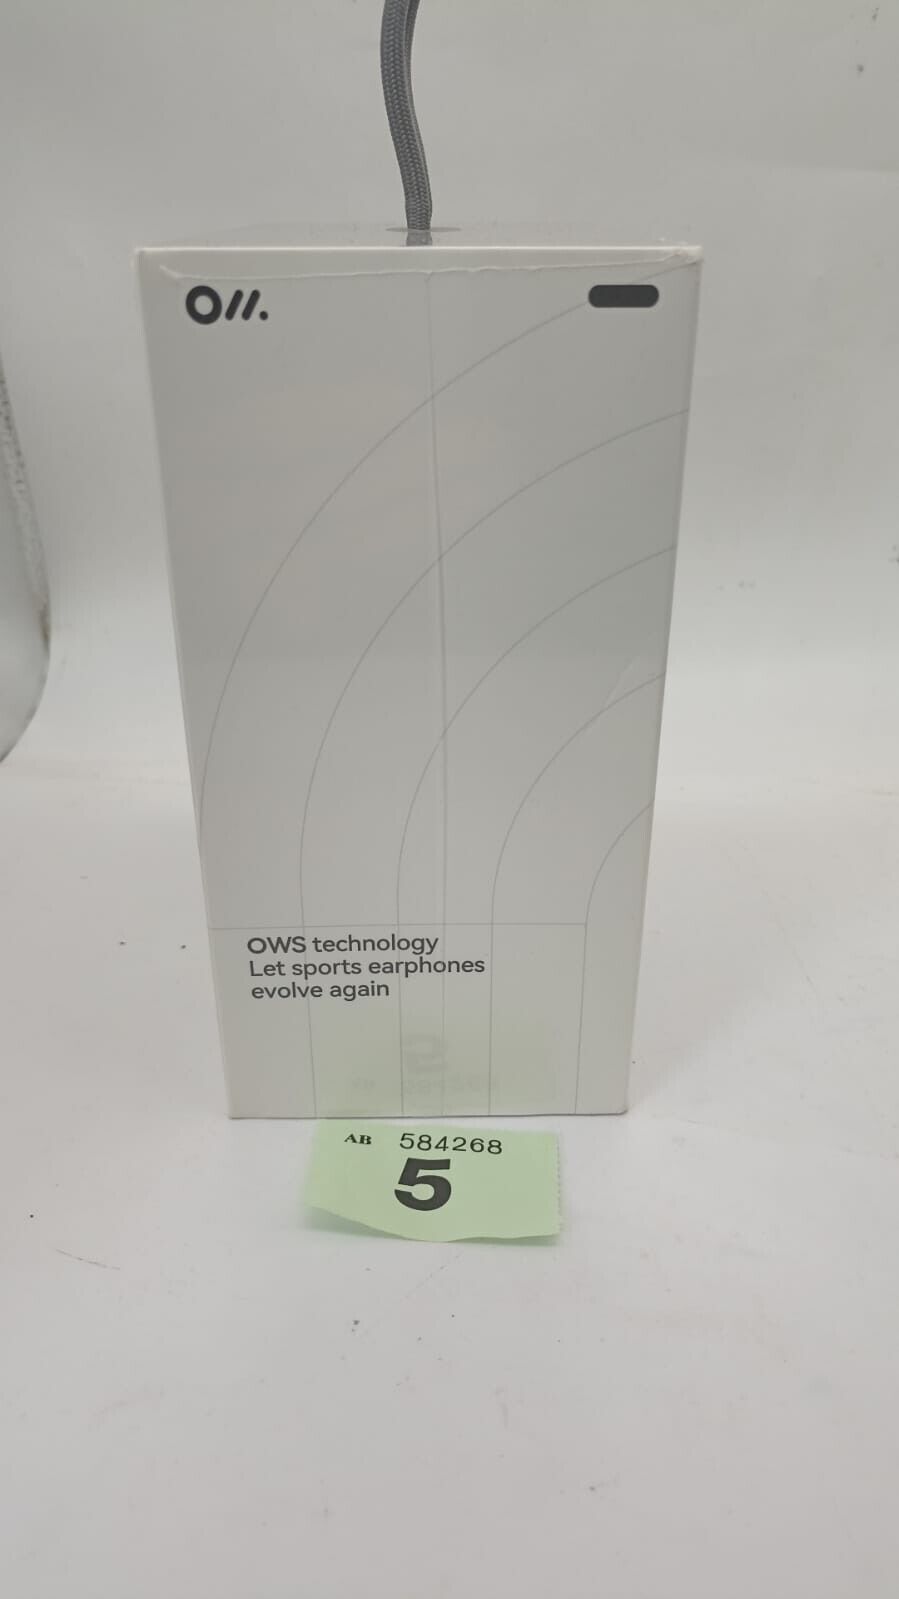 O//.
OWS technology
Let sports earphones
evolve again
AB 584268
5